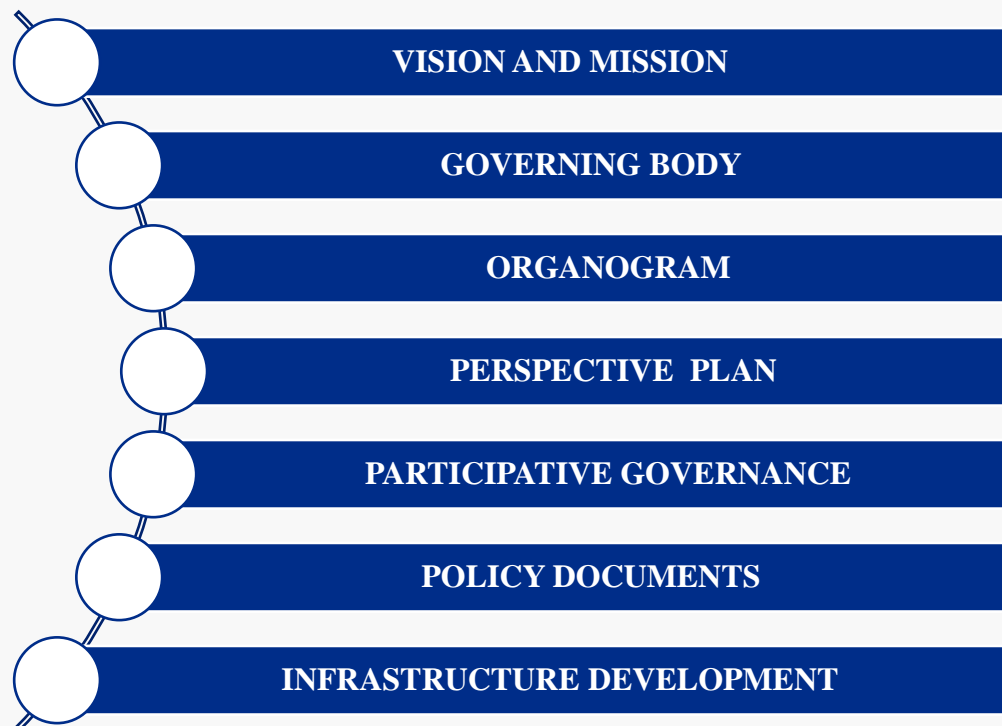 VISION AND MISSION
GOVERNING BODY
ORGANOGRAM
PERSPECTIVE PLAN
PARTICIPATIVE GOVERNANCE
POLICY DOCUMENTS
INFRASTRUCTURE DEVELOPMENT